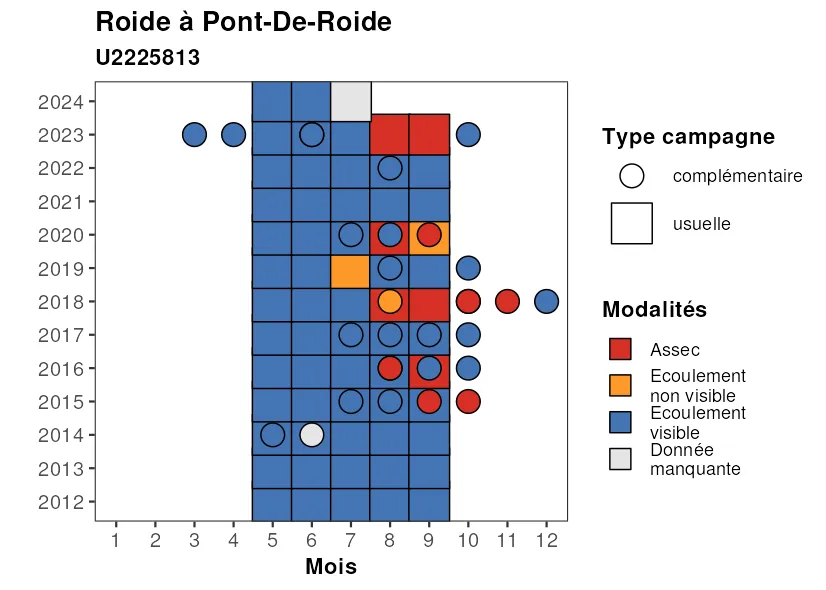 Roide à Pont-De-Roide
U2225813
2024
2023
2022
2021
2020
2019
2018
2017
2016
2015
2014
2013
2012
1 2 3 4 5 6 7 8 9 10 11 12
Mois
Type campagne
complémentaire
usuelle
Modalités
Assec
Ecoulement
non visible
Ecoulement
visible
Donnée
manquante